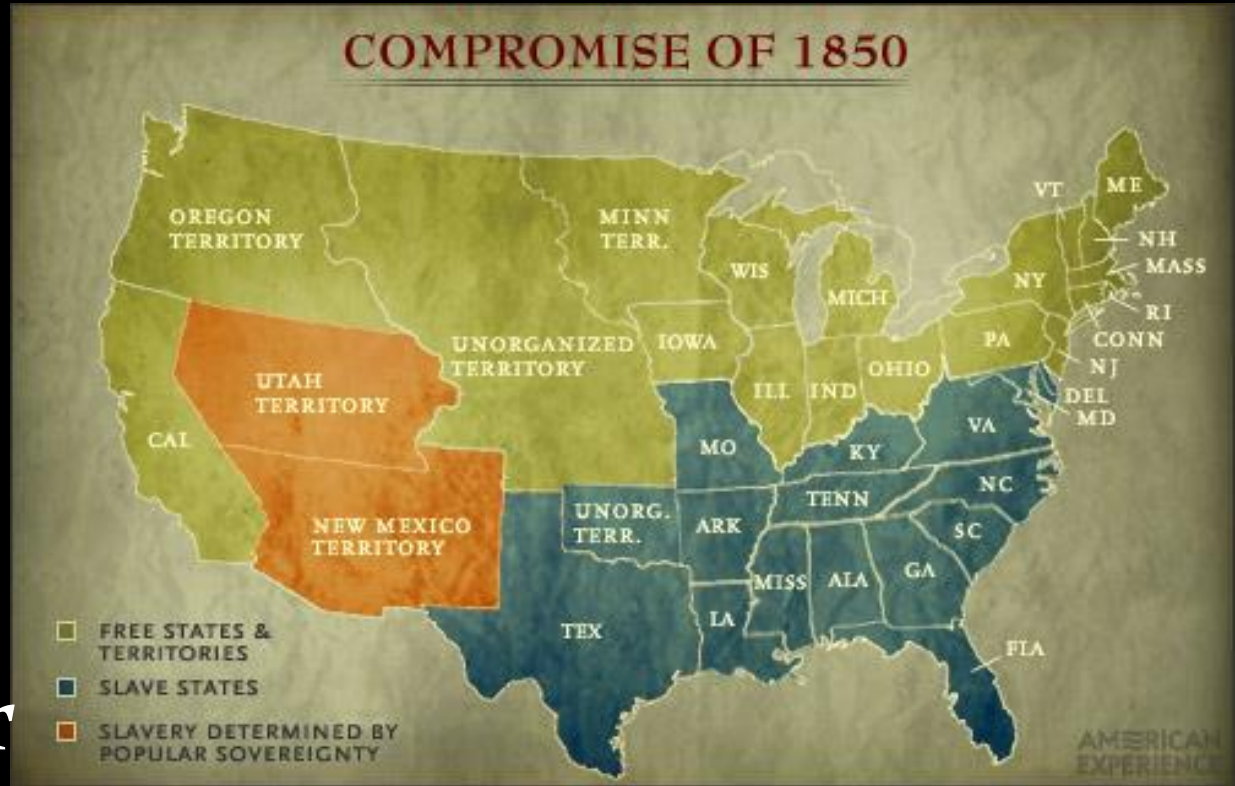 COMPROMISE OF 1850
OREGON
TERRITORY
MINN
TERR.
VT
ME
NH
MASS
WIS
MICH
NY
RI
CONN
NJ
UNORGANIZED
TERRITORY
IOWA
PA
OHIO
ILL
IND
UTAH
TERRITORY
DEL
MD
CAL
MO
KY
VA
NEW MEXICO
TERRITORY
UNORG.
TERR.
ARK
TENN
NC
SC
MISS
ALA
GA
LA
TEX
FLA
FREE STATES &
TERRITORIES
SLAVE STATES
SLAVERY DETERMINED BY
POPULAR SOVEREIGNTY
r
AMERICAN
EXPERIENCE